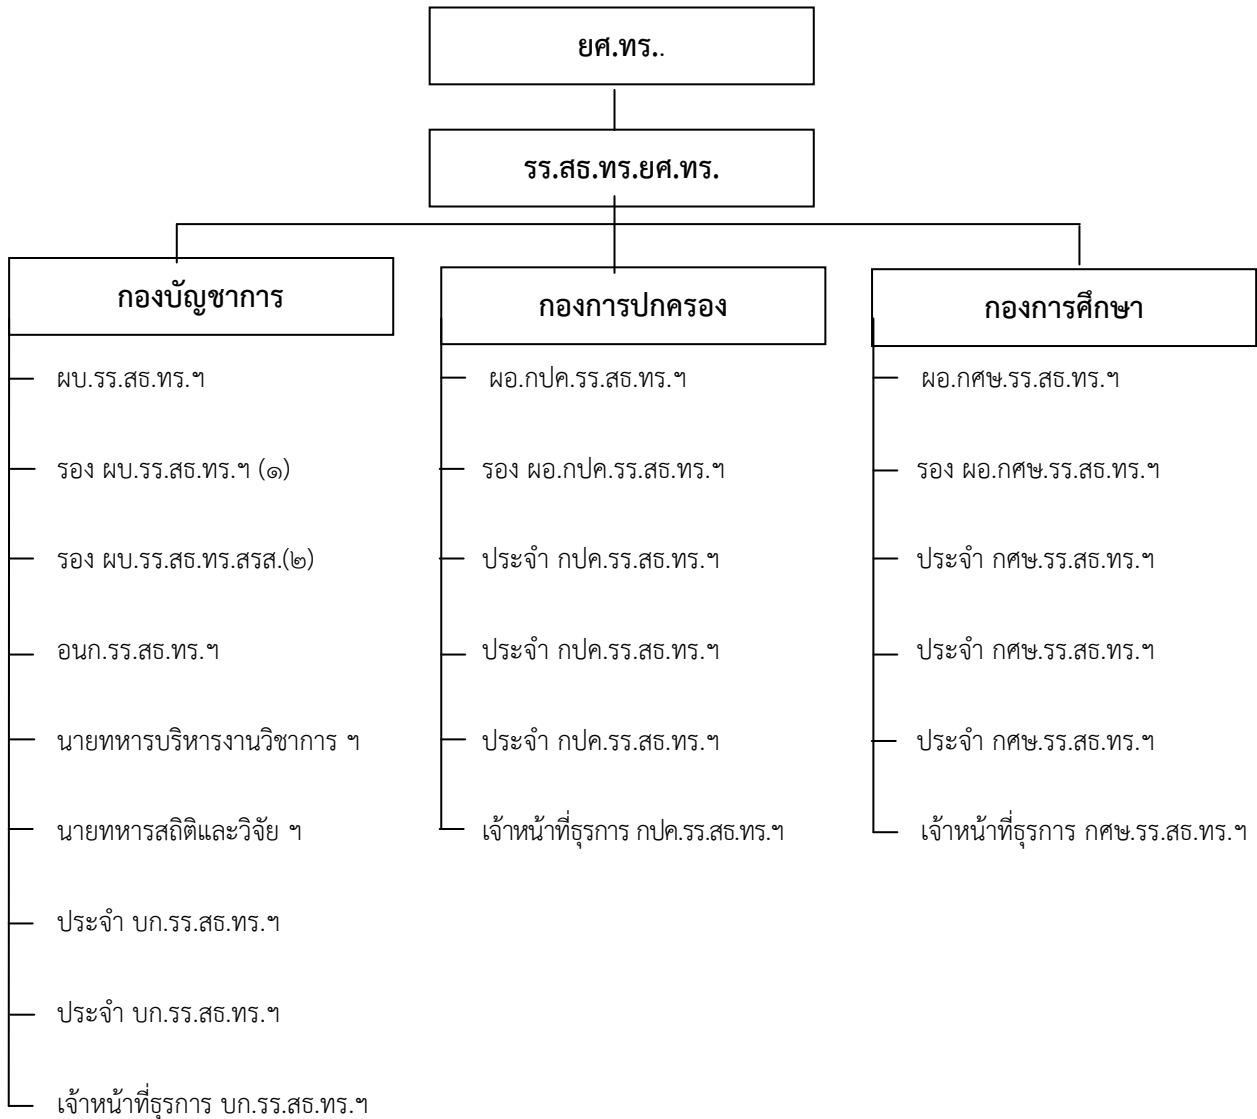 ยศ.ทร..
รร.สธ.ทร.ยศ.ทร.
กองบัญชาการ
ผบ.รร.สธ.ทร.ฯ
รอง ผบ.รร.สธ.ทร.ฯ (๑)
รอง ผบ.รร.สธ.ทร.สรส.(๒)
อนก.รร.สธ.ทร.ฯ
นายทหารบริหารงานวิชาการ ฯ
นายทหารสถิติและวิจัย ฯ
ประจำ บก.รร.สธ.ทร.ฯ
ประจำ บก.รร.สธ.ทร.ฯ
เจ้าหน้าที่ธุรการ บก.รร.สธ.ทร.ฯ
กองการปกครอง
ผอ.กปค.รร.สธ.ทร.ฯ
รอง ผอ.กปค.รร.สธ.ทร.ฯ
ประจำ กปค.รร.สธ.ทร.ฯ
ประจำ กปค.รร.สธ.ทร.ฯ
ประจำ กปค.รร.สธ.ทร.ฯ
เจ้าหน้าที่ธุรการ กปค.รร.สธ.ทร.ฯ
กองการศึกษา
ผอ.กศษ.รร.สธ.ทร.ฯ
รอง ผอ.กศษ.รร.สธ.ทร.ฯ
ประจำ กศษ.รร.สธ.ทร.ฯ
ประจำ กศษ.รร.สธ.ทร.ฯ
ประจำ กศษ.รร.สธ.ทร.ฯ
เจ้าหน้าที่ธุรการ กศษ.รร.สธ.ทร.ฯ